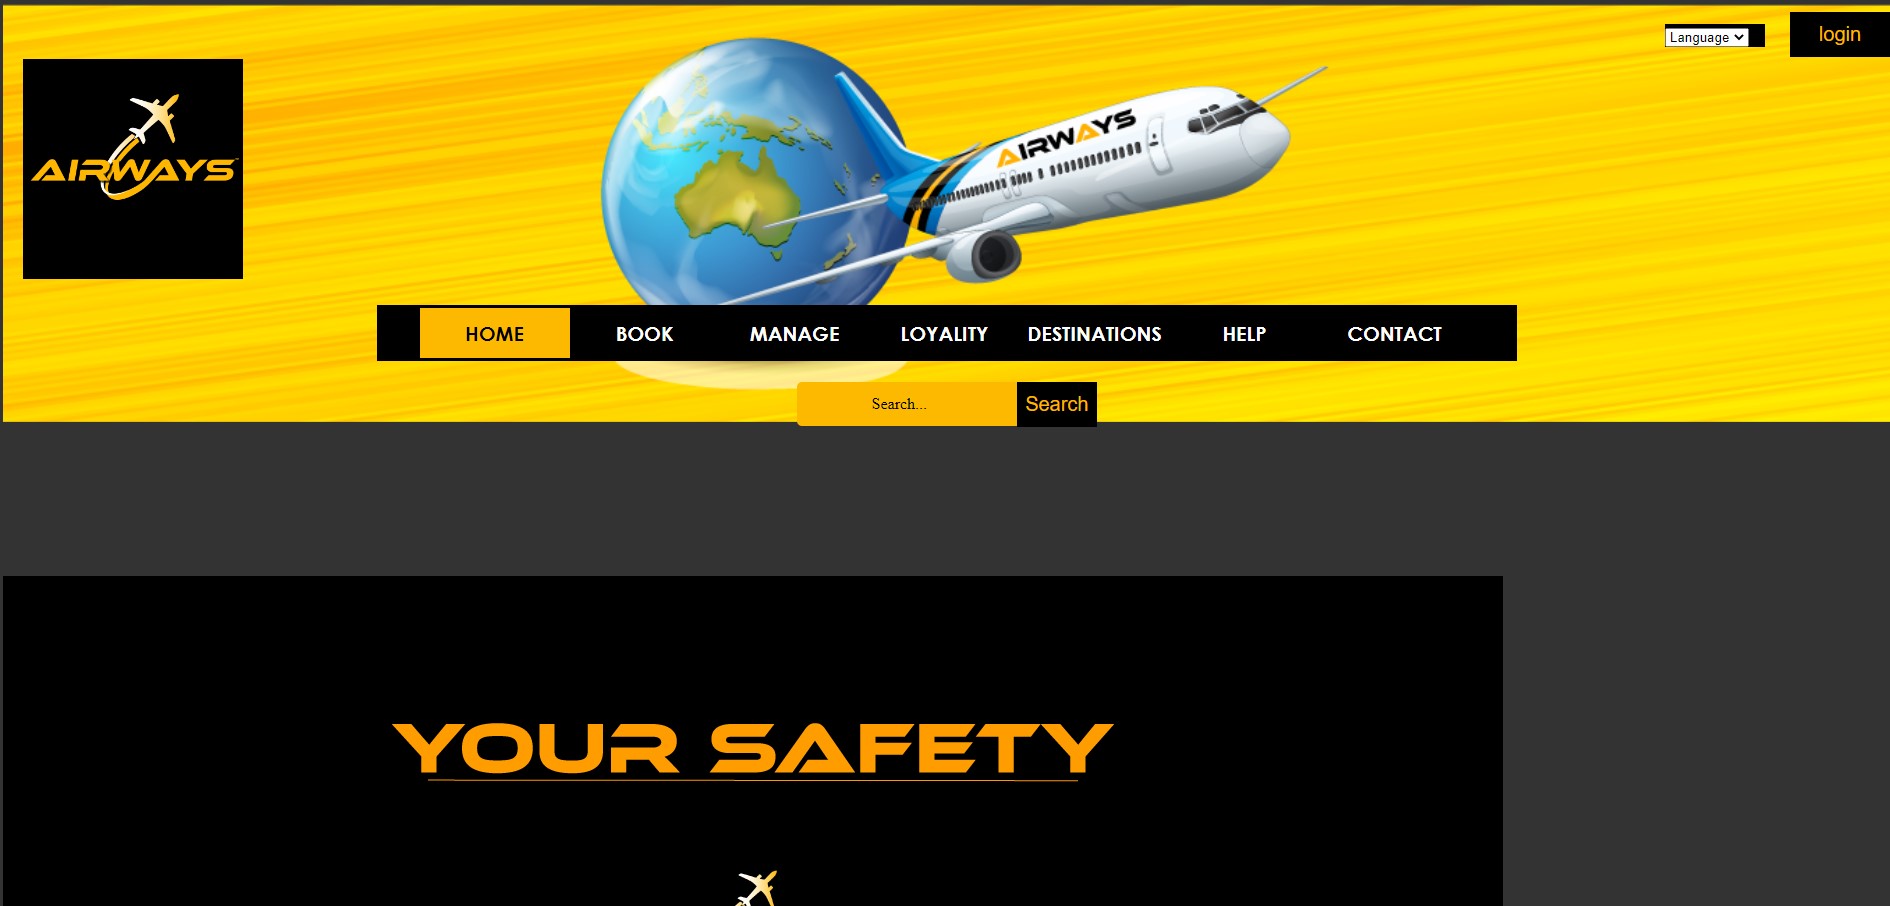 Language
login
AIRWAYS
AIRWAYS
HOME BOOK MANAGE LOYALITY DESTINATIONS HELP CONTACT
Search... Search
YOUR SAFETY